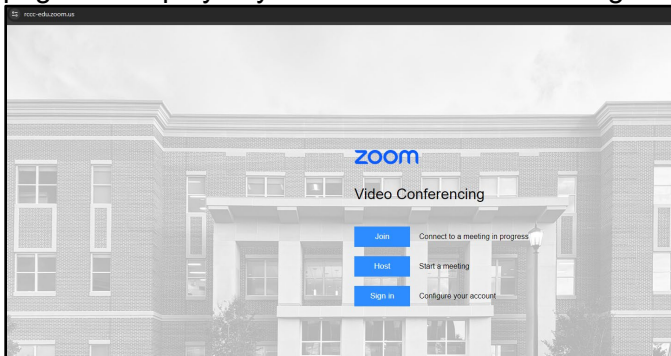 rccc-edu.zoom.us
zoom
Video Conferencing
Join Connect to a meeting in progress
Host Start a meeting
Sign in Configure your account